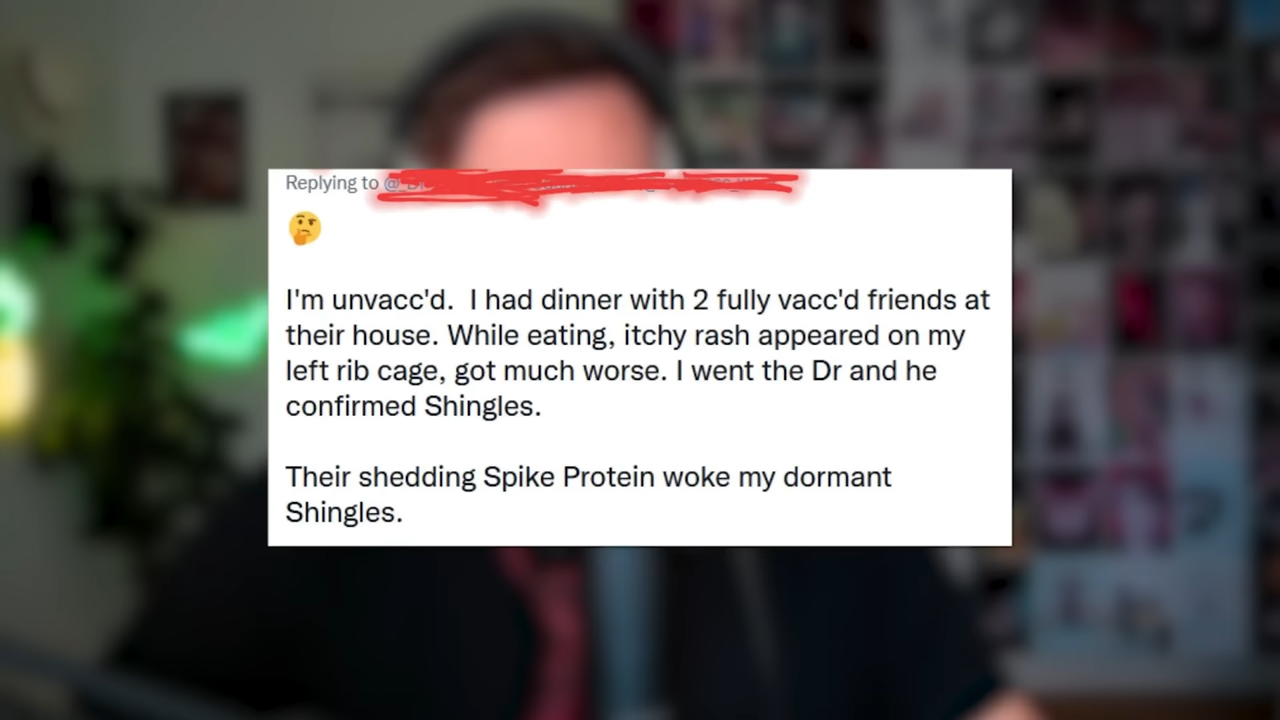 Replying to
🤔
I'm unvacc'd.  I had dinner with 2 fully vacc'd friends at
their house. While eating, itchy rash appeared on my
left rib cage, got much worse. I went the Dr and he
confirmed Shingles.
Their shedding Spike Protein woke my dormant
Shingles.